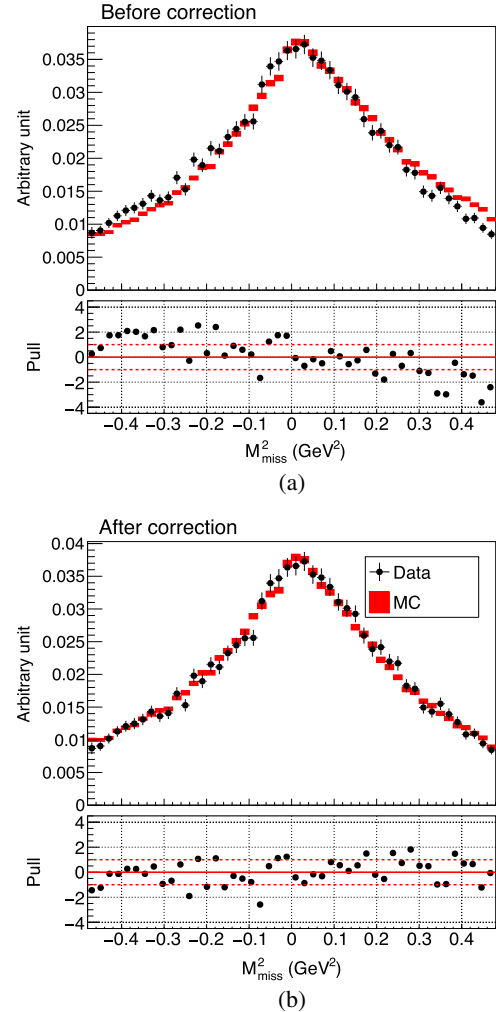 Before correction
0.035
0.03
0.025
0.02
0.015
0.01
0.005
0
Arbitrary unit
4
2
0
−2
−4
Pull
−0.4 −0.3 −0.2 −0.1 0 0.1 0.2 0.3 0.4
M²miss (GeV²)
(a)
After correction
0.04
0.035
0.03
0.025
0.02
0.015
0.01
0.005
0
Arbitrary unit
Data
MC
4
2
0
−2
−4
Pull
−0.4 −0.3 −0.2 −0.1 0 0.1 0.2 0.3 0.4
M²miss (GeV²)
(b)